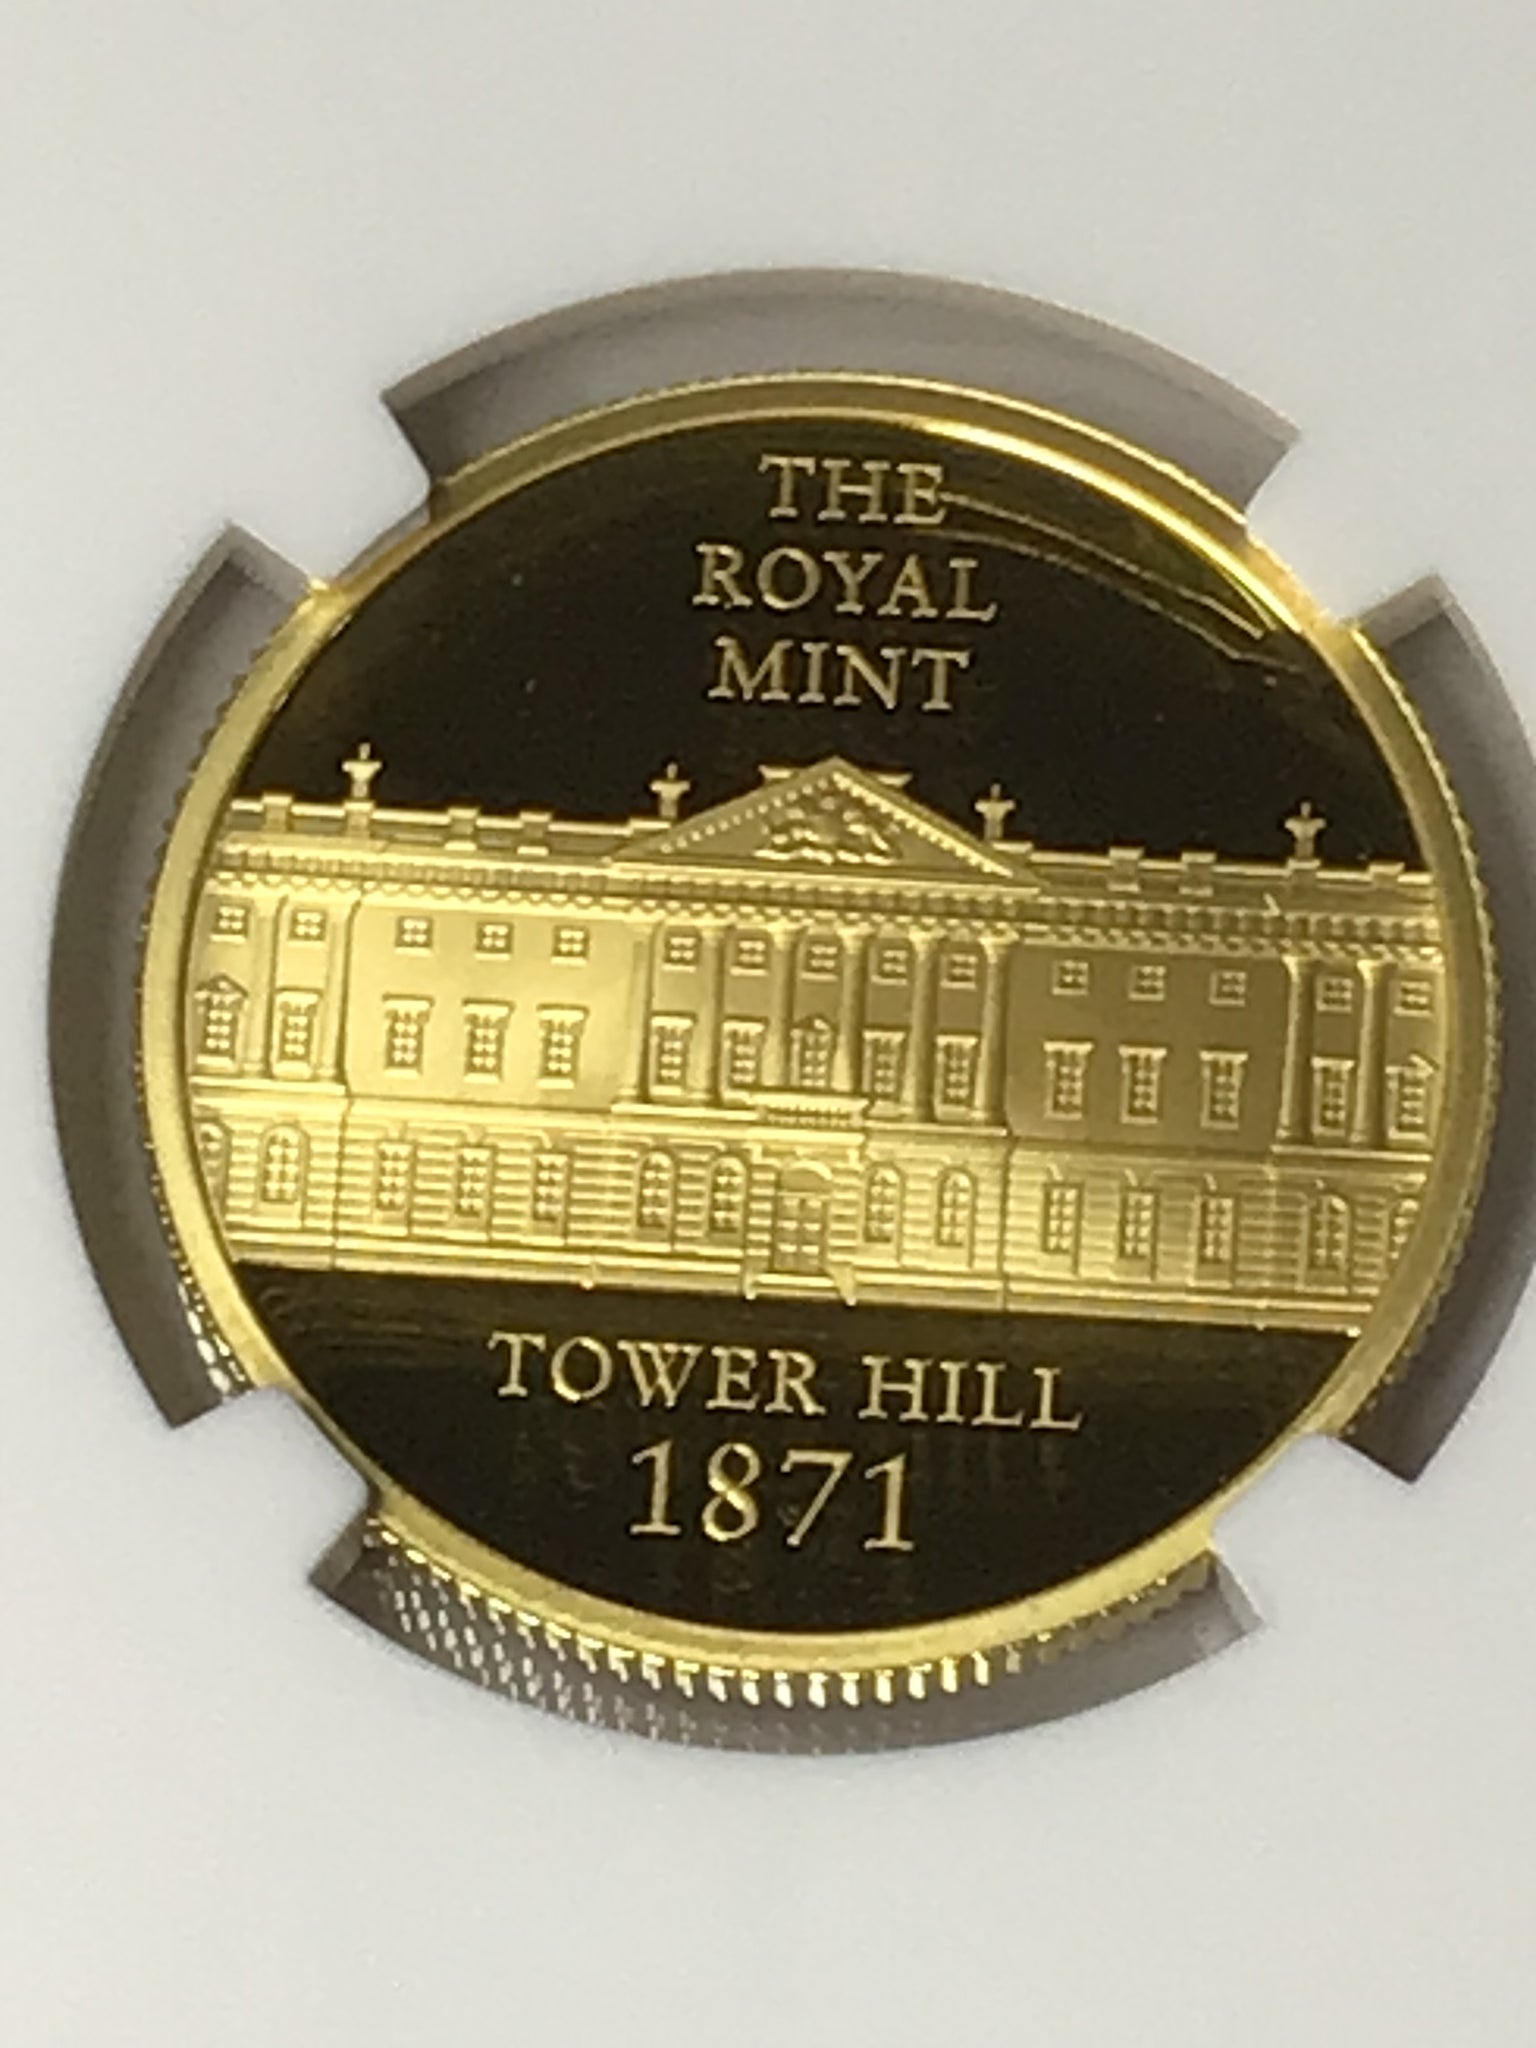 THE
ROYAL
MINT
TOWER HILL
1871